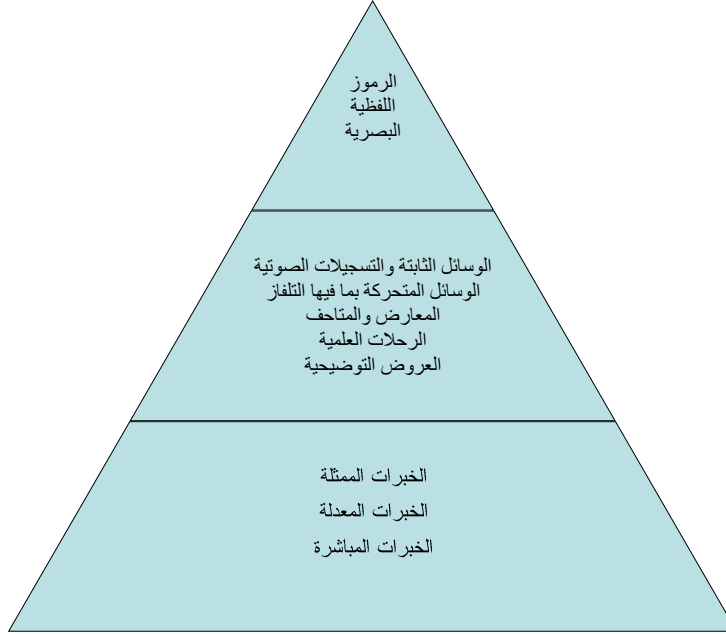 الرموز
اللفظية
البصرية
الوسائل الثابتة والتسجيلات الصوتية
الوسائل المتحركة بما فيها التلفاز
المعارض والمتاحف
الرحلات العلمية
العروض التوضيحية
الخبرات الممثلة
الخبرات المعدلة
الخبرات المباشرة